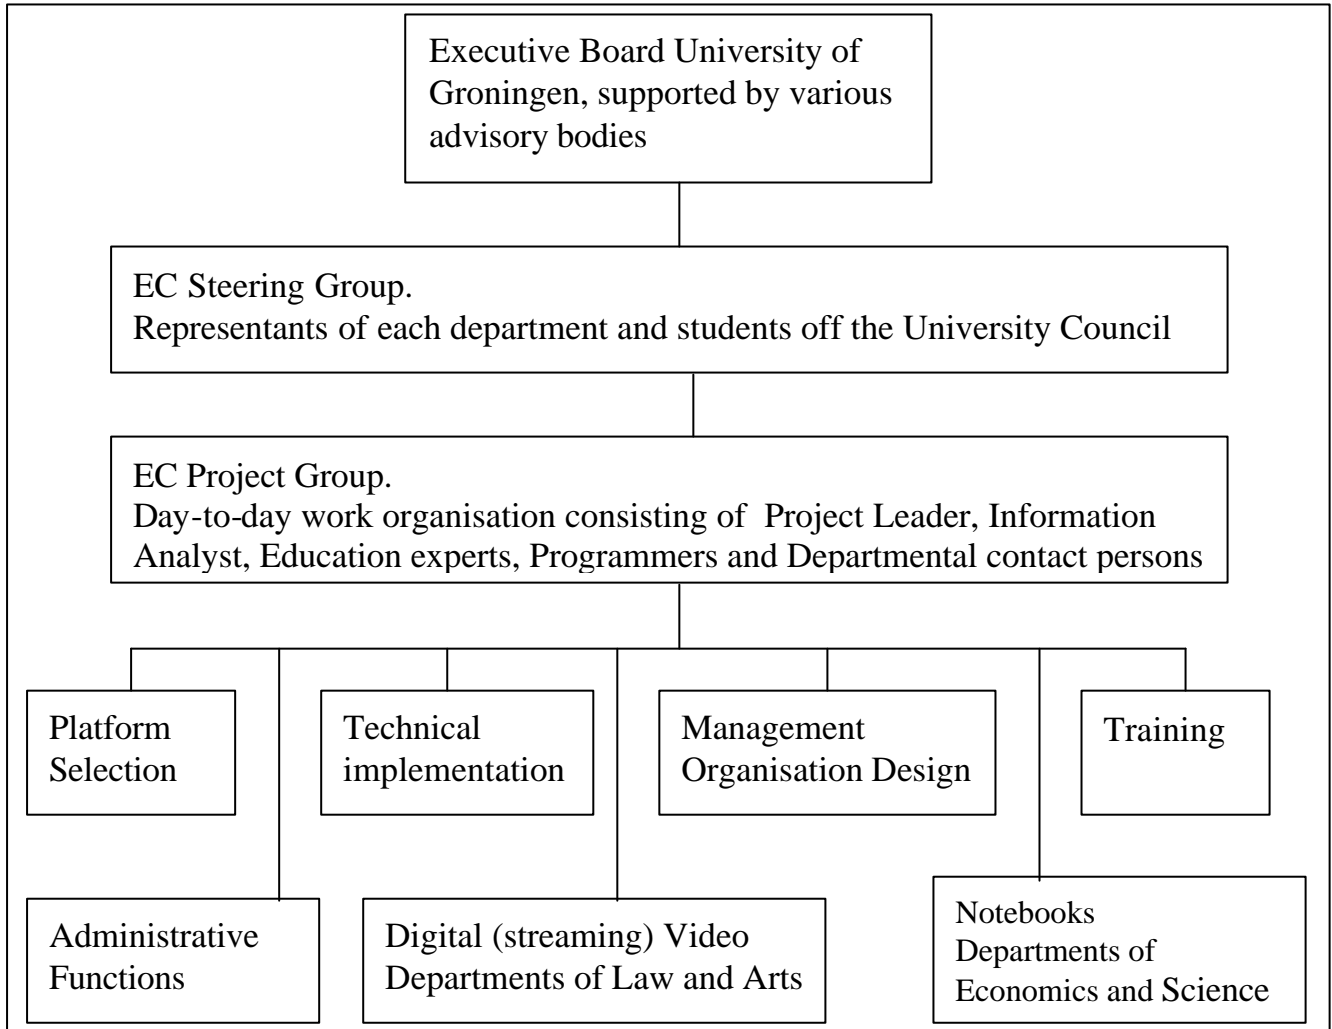 Executive Board University of
Groningen, supported by various
advisory bodies
EC Steering Group.
Representants of each department and students off the University Council
EC Project Group.
Day-to-day work organisation consisting of Project Leader, Information
Analyst, Education experts, Programmers and Departmental contact persons
Platform
Selection
Technical
implementation
Management
Organisation Design
Training
Administrative
Functions
Digital (streaming) Video
Departments of Law and Arts
Notebooks
Departments of
Economics and Science